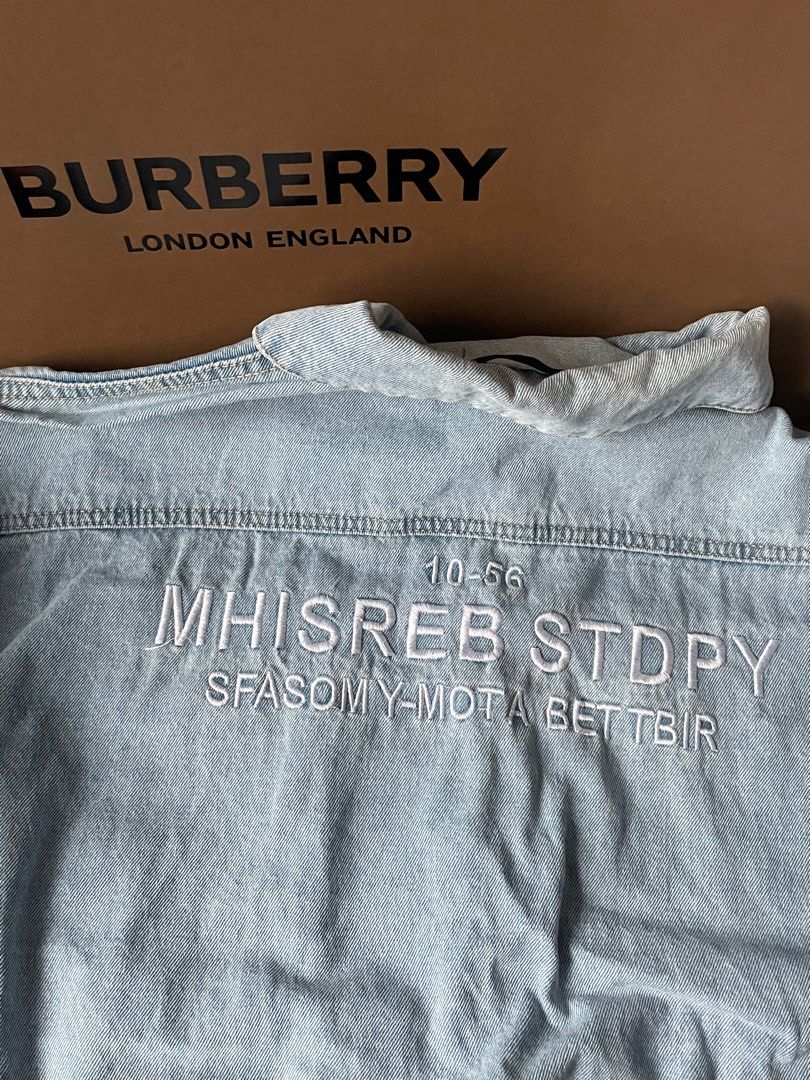 BURBERRY
LONDON ENGLAND
10-56
MHISREB STDPY
SFASOMY-MOTA BETTBIR